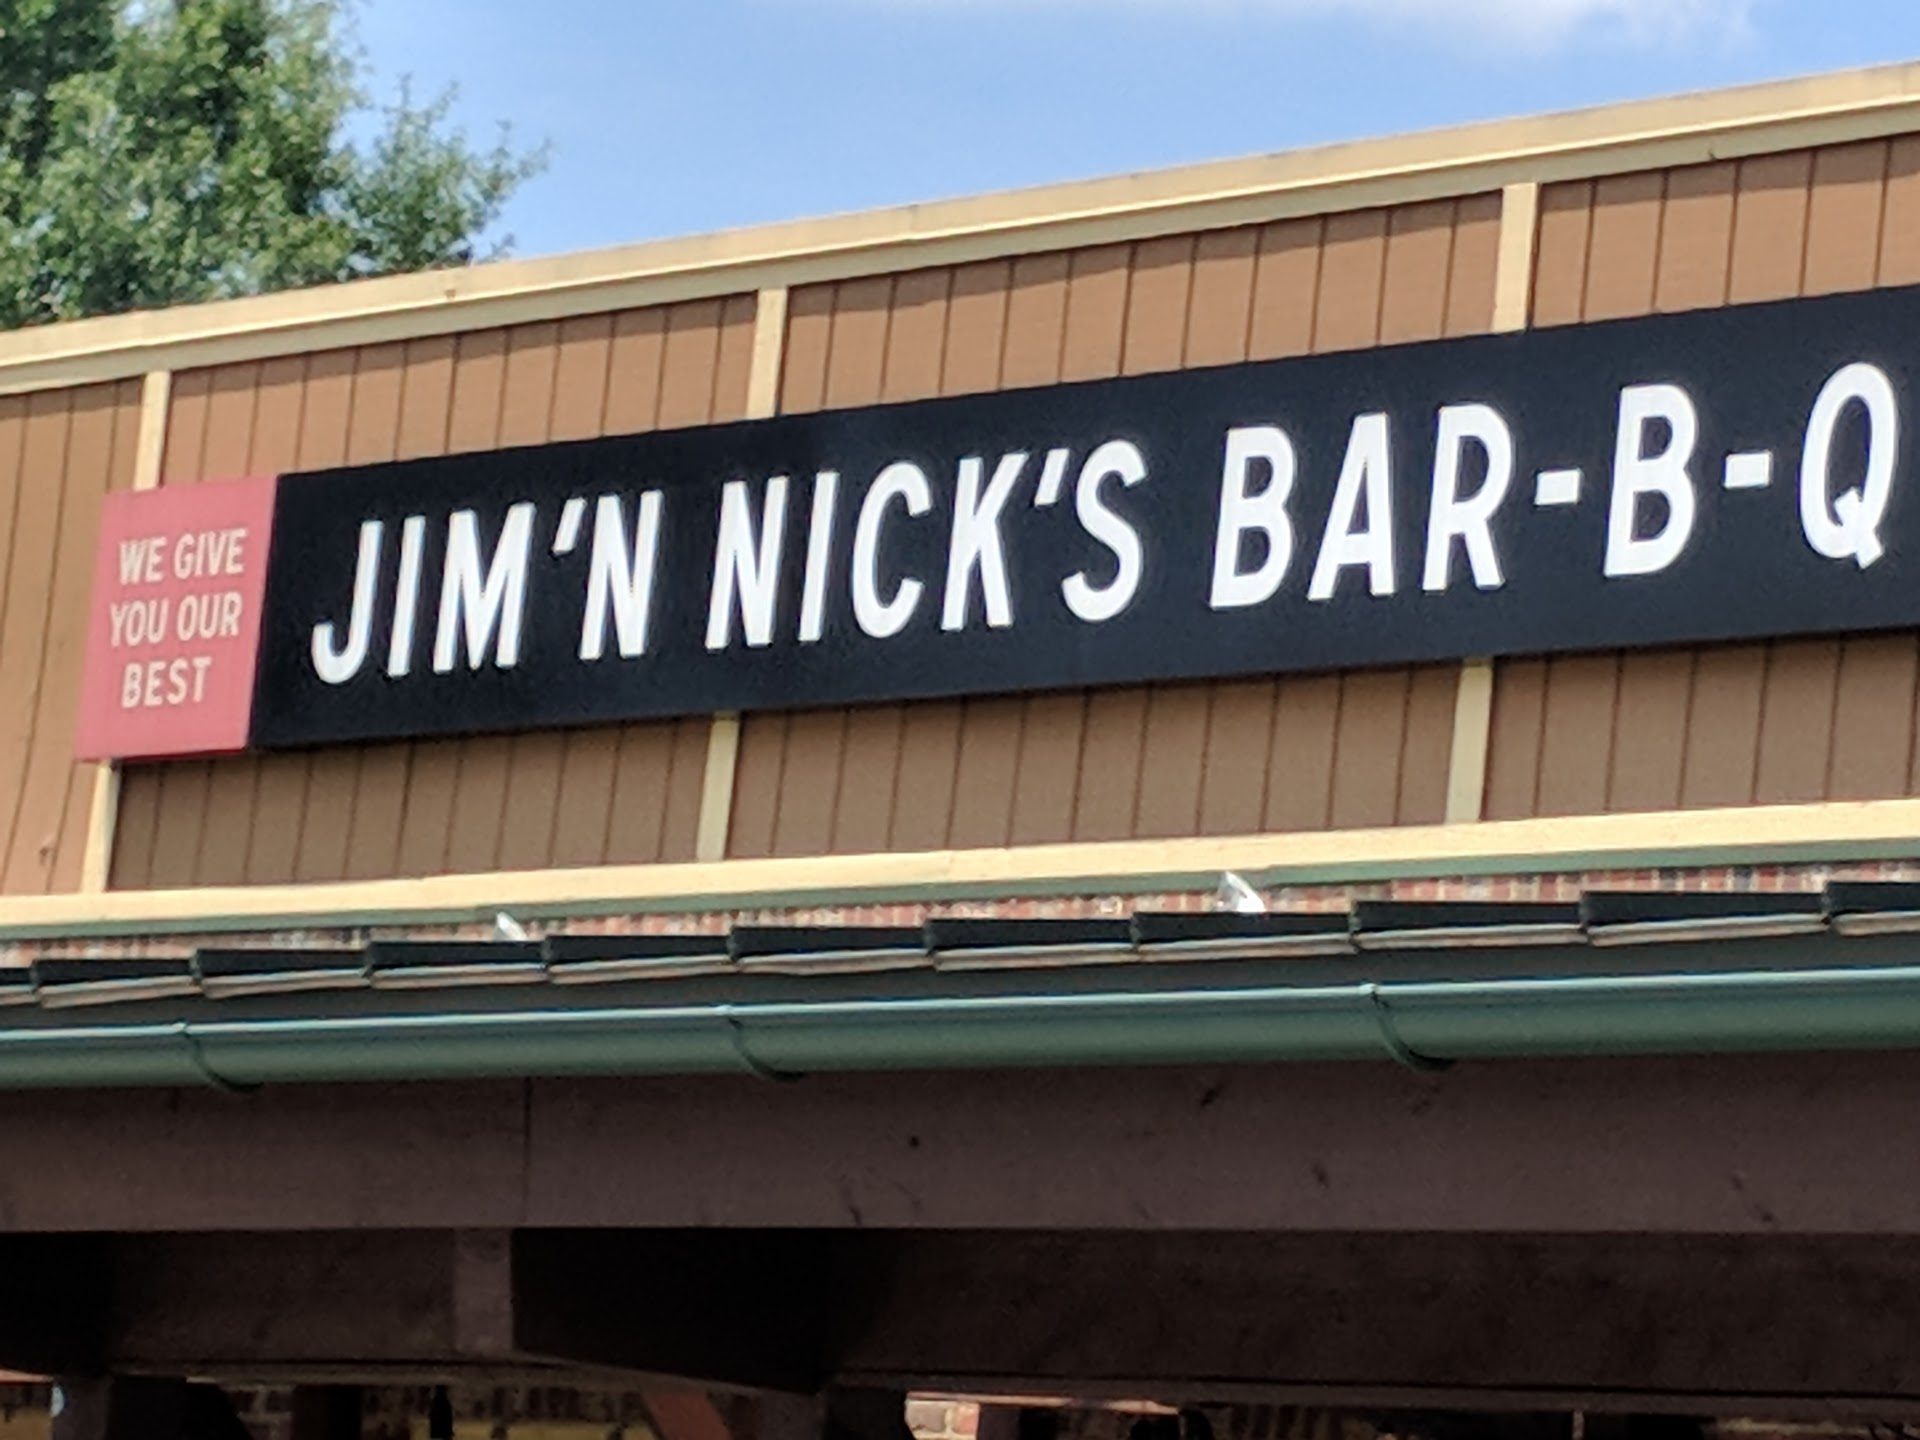 WE GIVE
YOU OUR
BEST
JIM 'N NICK'S BAR-B-Q